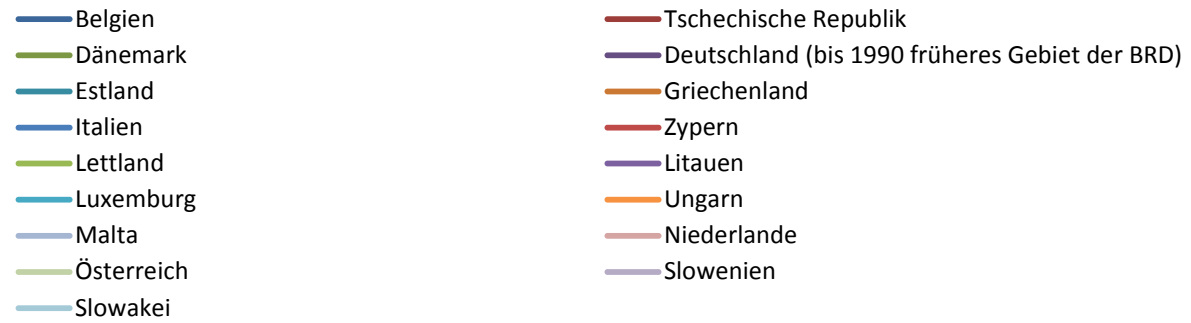 Belgien
Tschechische Republik
Dänemark
Deutschland (bis 1990 früheres Gebiet der BRD)
Estland
Griechenland
Italien
Zypern
Lettland
Litauen
Luxemburg
Ungarn
Malta
Niederlande
Österreich
Slowenien
Slowakei